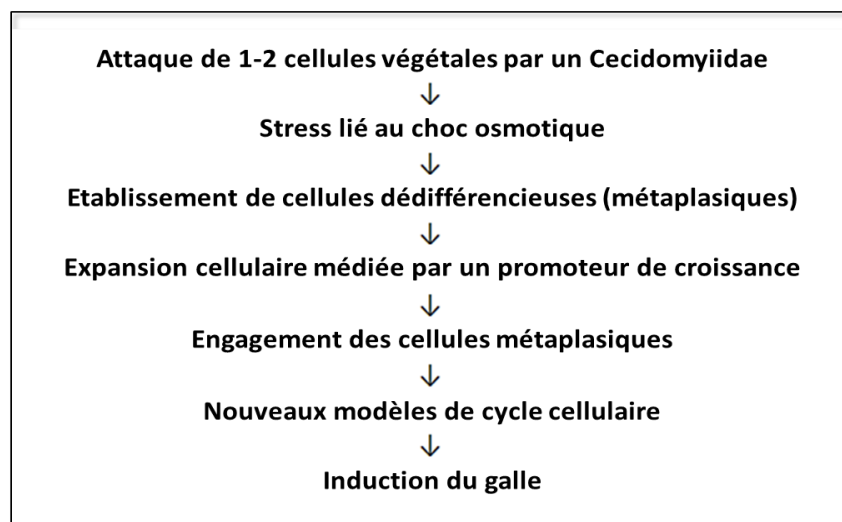 Attaque de 1-2 cellules végétales par un Cecidomyiidae
↓
Stress lié au choc osmotique
↓
Etablissement de cellules dédifférencieuses (métaplasiques)
↓
Expansion cellulaire médiée par un promoteur de croissance
↓
Engagement des cellules métaplasiques
↓
Nouveaux modèles de cycle cellulaire
↓
Induction du galle